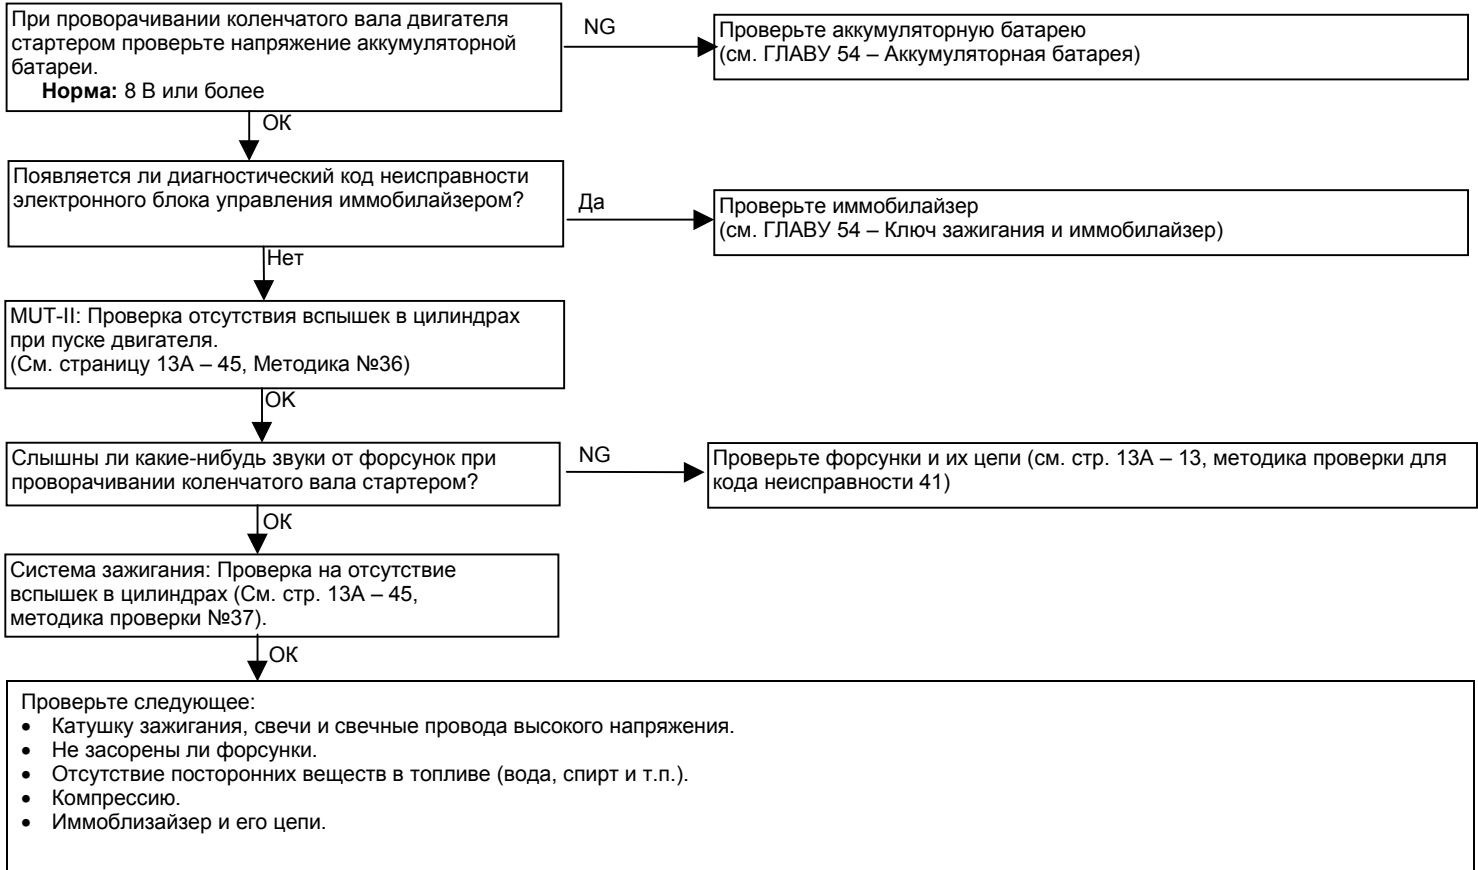 При проворачивании коленчатого вала двигателя
стартером проверьте напряжение аккумуляторной
батареи.
Норма: 8 В или более
NG
Проверьте аккумуляторную батарею
(см. ГЛАВУ 54 – Аккумуляторная батарея)
OK
Появляется ли диагностический код неисправности
электронного блока управления иммобилайзером?
Да
Проверьте иммобилайзер
(см. ГЛАВУ 54 – Ключ зажигания и иммобилайзер)
Нет
MUT-II: Проверка отсутствия вспышек в цилиндрах
при пуске двигателя.
(См. страницу 13А – 45, Методика №36)
OK
Слышны ли какие-нибудь звуки от форсунок при
проворачивании коленчатого вала стартером?
NG
Проверьте форсунки и их цепи (см. стр. 13А – 13, методика проверки для
кода неисправности 41)
OK
Система зажигания: Проверка на отсутствие
вспышек в цилиндрах (См. стр. 13А – 45,
методика проверки №37).
OK
Проверьте следующее:
• Катушку зажигания, свечи и свечные провода высокого напряжения.
• Не засорены ли форсунки.
• Отсутствие посторонних веществ в топливе (вода, спирт и т.п.).
• Компрессию.
• Иммоблизайзер и его цепи.